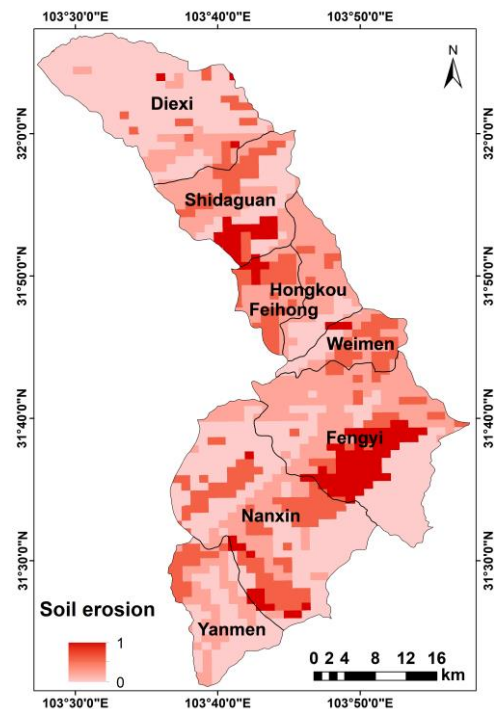 103°30'0"E 103°40'0"E 103°50'0"E
N
32°0'0"N 32°0'0"N
Diexi
Shidaguan
31°50'0"N 31°50'0"N
Hongkou
Feihong
Weimen
31°40'0"N 31°40'0"N
Fengyi
Nanxin
31°30'0"N 31°30'0"N
Soil erosion
1
0
Yanmen
0 2 4 8 12 16
km
103°30'0"E 103°40'0"E 103°50'0"E